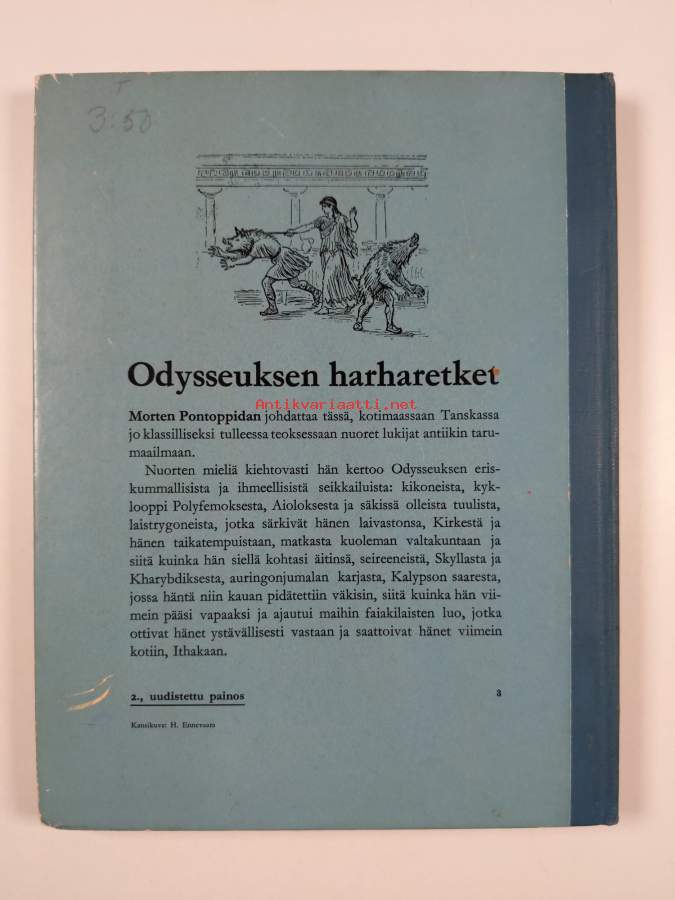 T
3:50
Odysseuksen harharetket
Antikvariaatti.net
Morten Pontoppidan johdattaa tässä, kotimaassaan Tanskassa
jo klassilliseksi tulleessa teoksessaan nuoret lukijat antiikin taru-
maailmaan.
Nuorten mieliä kiehtovasti hän kertoo Odysseuksen eris-
kummallisista ja ihmeellisistä seikkailuista: kikoneista, kyk-
looppi Polyfemoksesta, Aioloksesta ja säkissä olleista tuulista,
laistrygoneista, jotka särkivät hänen laivastonsa, Kirkestä ja
hänen taikatempuistaan, matkasta kuoleman valtakuntaan ja
siitä kuinka hän siellä kohtasi äitinsä, seireeneistä, Skyllasta ja
Kharybdiksesta, auringonjumalan karjasta, Kalypson saaresta,
jossa häntä niin kauan pidätettiin väkisin, siitä kuinka hän vii-
mein pääsi vapaaksi ja ajautui maihin faiakilaisten luo, jotka
ottivat hänet ystävällisesti vastaan ja saattoivat hänet viimein
kotiin, Ithakaan.
2., uudistettu painos 3
Kansikuva: H. Ennevaara